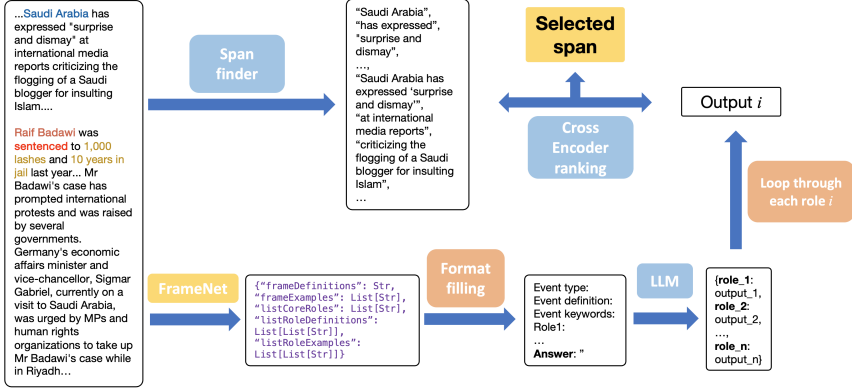 ...Saudi Arabia has
expressed "surprise
and dismay" at
international media
reports criticizing the
flogging of a Saudi
blogger for insulting
Islam....
Raif Badawi was
sentenced to 1,000
lashes and 10 years in
jail last year... Mr
Badawi's case has
prompted international
protests and was raised
by several
governments.
Germany's economic
affairs minister and
vice-chancellor, Sigmar
Gabriel, currently on a
visit to Saudi Arabia,
was urged by MPs and
human rights
organizations to take up
Mr Badawi's case while
in Riyadh…
Span
finder
“Saudi Arabia”,
“has expressed”,
"surprise and
dismay”,
…,
“Saudi Arabia has
expressed ‘surprise
and dismay’”,
“at international
media reports”,
“criticizing the
flogging of a Saudi
blogger for insulting
Islam”,
…
Selected
span
Cross
Encoder
ranking
Output i
Loop through
each role i
FrameNet
{“frameDefinitions”: Str,
“frameExamples”: List[Str],
“listCoreRoles”: List[Str],
“listRoleDefinitions”:
List[List[Str]],
“listRoleExamples”:
List[List[Str]]}
Format
filling
Event type:
Event definition:
Event keywords:
Role1:
…
Answer: ”
LLM
{role_1:
output_1,
role_2:
output_2,
…,
role_n:
output_n}